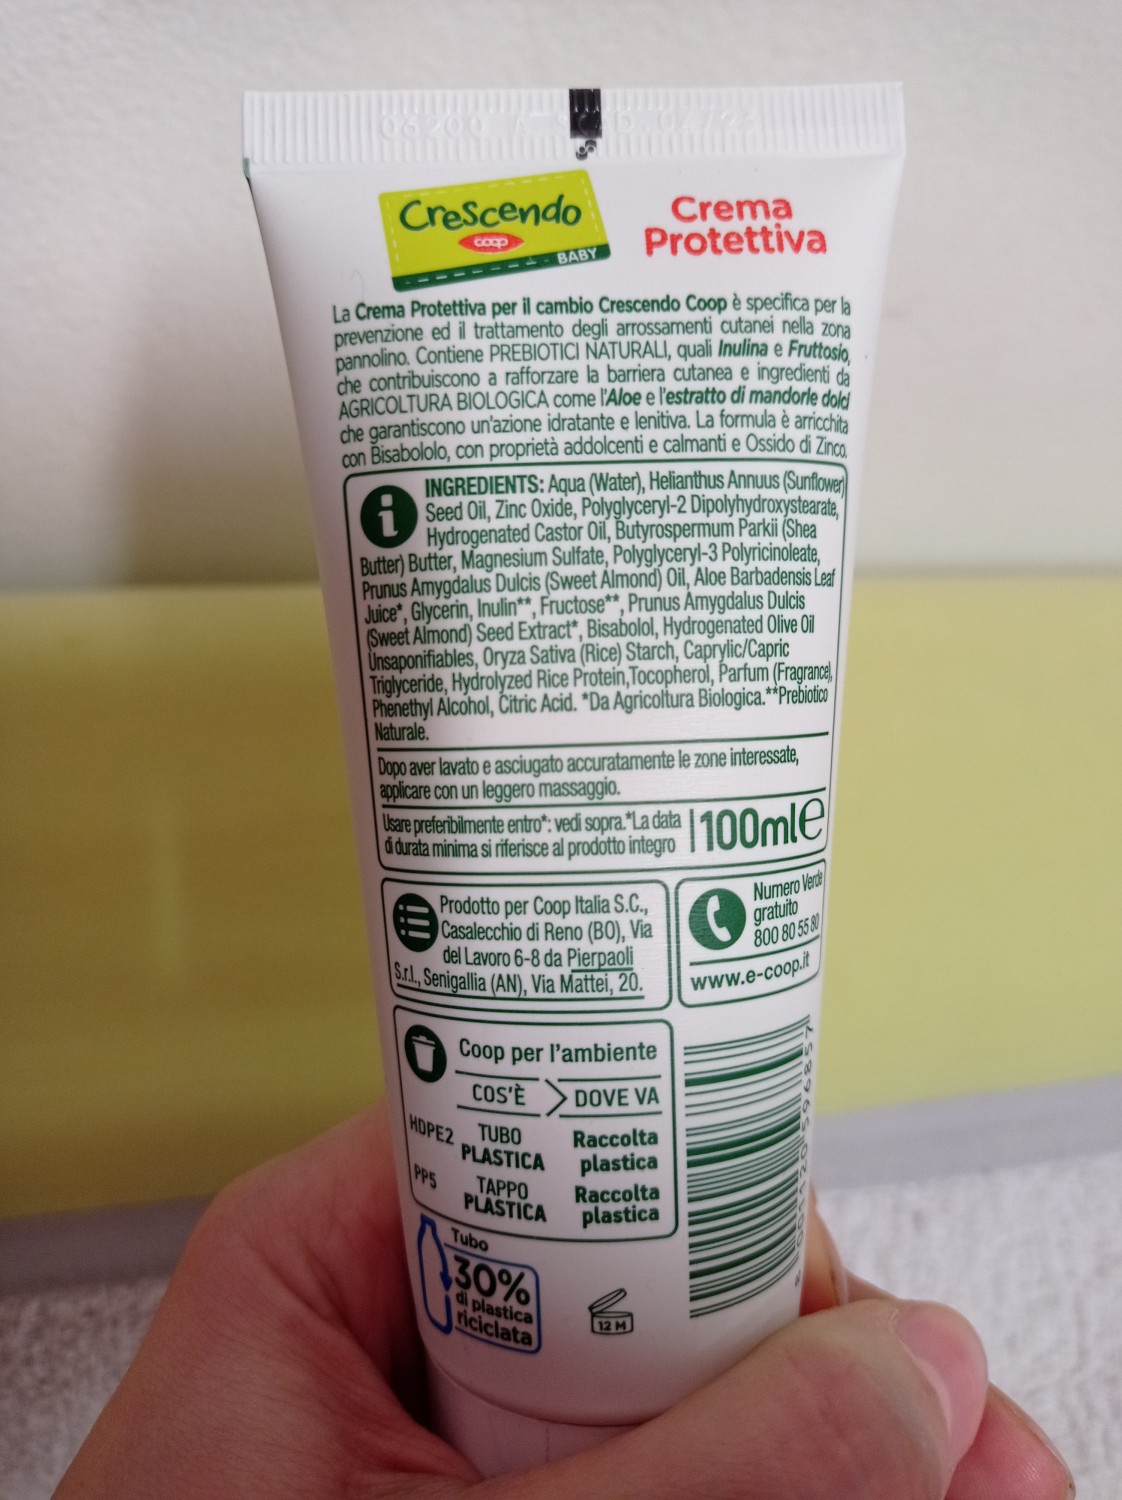 Crescendo
coop
BABY
Crema
Protettiva
La Crema Protettiva per il cambio Crescendo Coop è specifica per la
prevenzione ed il trattamento degli arrossamenti cutanei nella zona
pannolino. Contiene PREBIOTICI NATURALI, quali Inulina e Fruttosio,
che contribuiscono a rafforzare la barriera cutanea e ingredienti da
AGRICOLTURA BIOLOGICA come l'Aloe e l'estratto di mandorle dolci
che garantiscono un'azione idratante e lenitiva. La formula è arricchita
con Bisabololo, con proprietà addolcenti e calmanti e Ossido di Zinco.
INGREDIENTS: Aqua (Water), Helianthus Annuus (Sunflower)
Seed Oil, Zinc Oxide, Polyglyceryl-2 Dipolyhydroxystearate,
Hydrogenated Castor Oil, Butyrospermum Parkii (Shea
Butter) Butter, Magnesium Sulfate, Polyglyceryl-3 Polyricinoleate,
Prunus Amygdalus Dulcis (Sweet Almond) Oil, Aloe Barbadensis Leaf
Juice*, Glycerin, Inulin**, Fructose**, Prunus Amygdalus Dulcis
(Sweet Almond) Seed Extract*, Bisabolol, Hydrogenated Olive Oil
Unsaponifiables, Oryza Sativa (Rice) Starch, Caprylic/Capric
Triglyceride, Hydrolyzed Rice Protein, Tocopherol, Parfum (Fragrance),
Phenethyl Alcohol, Citric Acid. *Da Agricoltura Biologica.**Prebiotico
Naturale.
Dopo aver lavato e asciugato accuratamente le zone interessate,
applicare con un leggero massaggio.
Usare preferibilmente entro*: vedi sopra.*La data
di durata minima si riferisce al prodotto integro
100ml e
Prodotto per Coop Italia S.C.,
Casalecchio di Reno (BO), Via
del Lavoro 6-8 da Pierpaoli
S.r.l., Senigallia (AN), Via Mattei, 20.
Numero Verde
gratuito
800 80 55 80
www.e-coop.it
Coop per l'ambiente
COS'È DOVE VA
HDPE2 TUBO PLASTICA Raccolta plastica
PP5 TAPPO PLASTICA Raccolta plastica
Tubo
30%
di plastica
riciclata
12 M